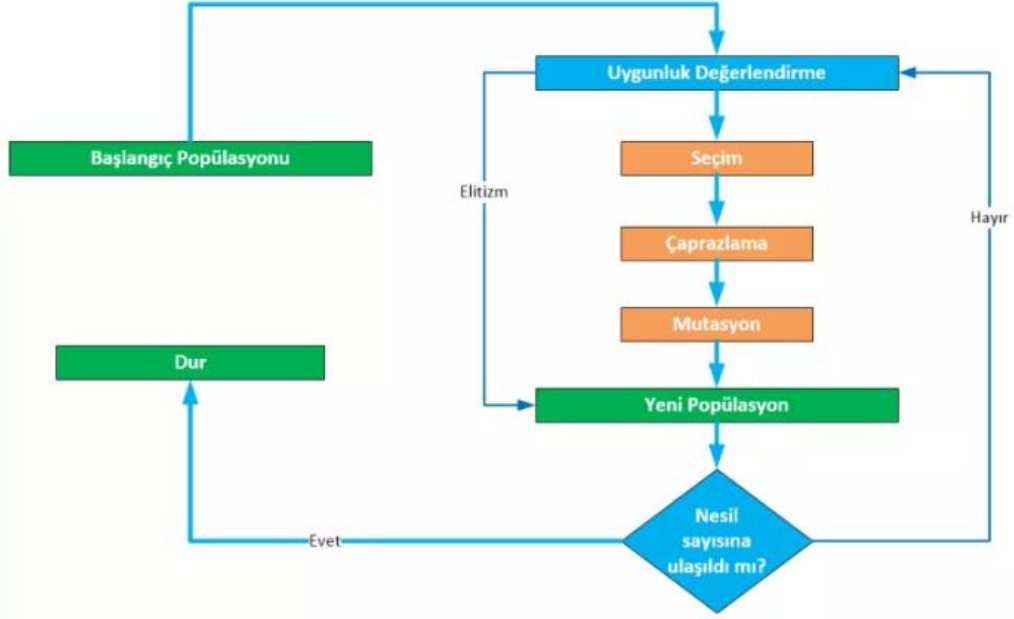 Uygunluk Değerlendirme
Başlangıç Popülasyonu
Seçim
Elitizm
Hayır
Çaprazlama
Mutasyon
Dur
Yeni Popülasyon
Nesil
sayısına
ulaşıldı mı?
Evet